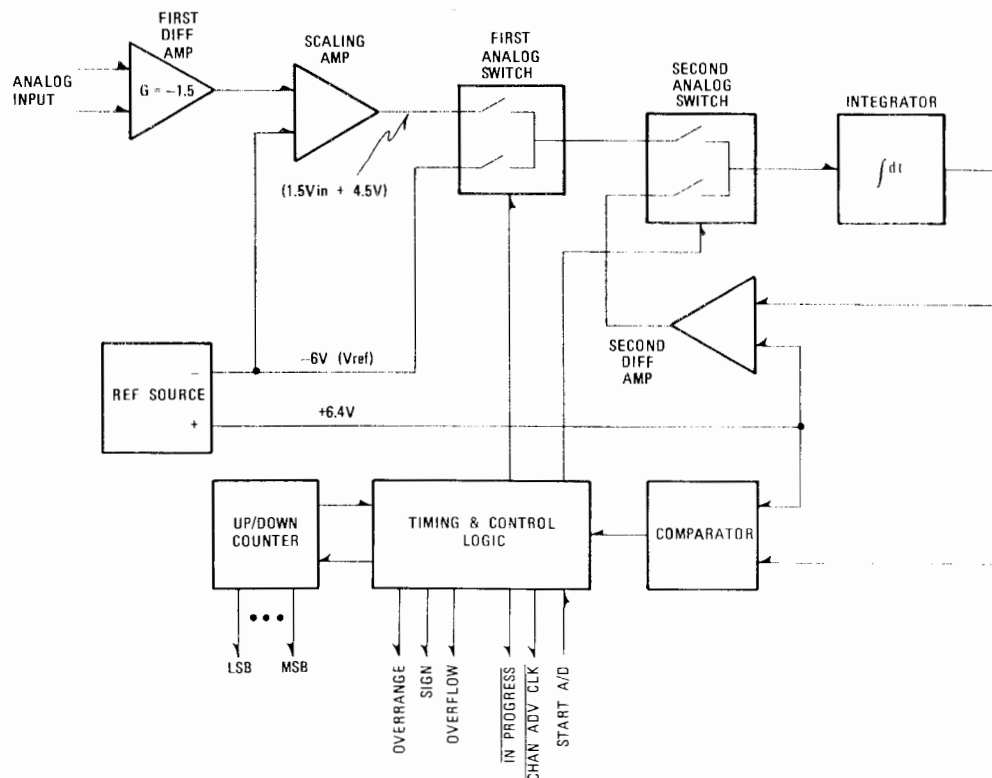 FIRST
DIFF
AMP
ANALOG
INPUT
G = −1.5
SCALING
AMP
(1.5Vin + 4.5V)
FIRST
ANALOG
SWITCH
SECOND
ANALOG
SWITCH
INTEGRATOR
∫dt
SECOND
DIFF
AMP
REF SOURCE
−
+
−6V (Vref)
+6.4V
UP/DOWN
COUNTER
TIMING & CONTROL
LOGIC
COMPARATOR
LSB
MSB
OVERRANGE
SIGN
OVERFLOW
IN PROGRESS
CHAN ADV CLK
START A/D